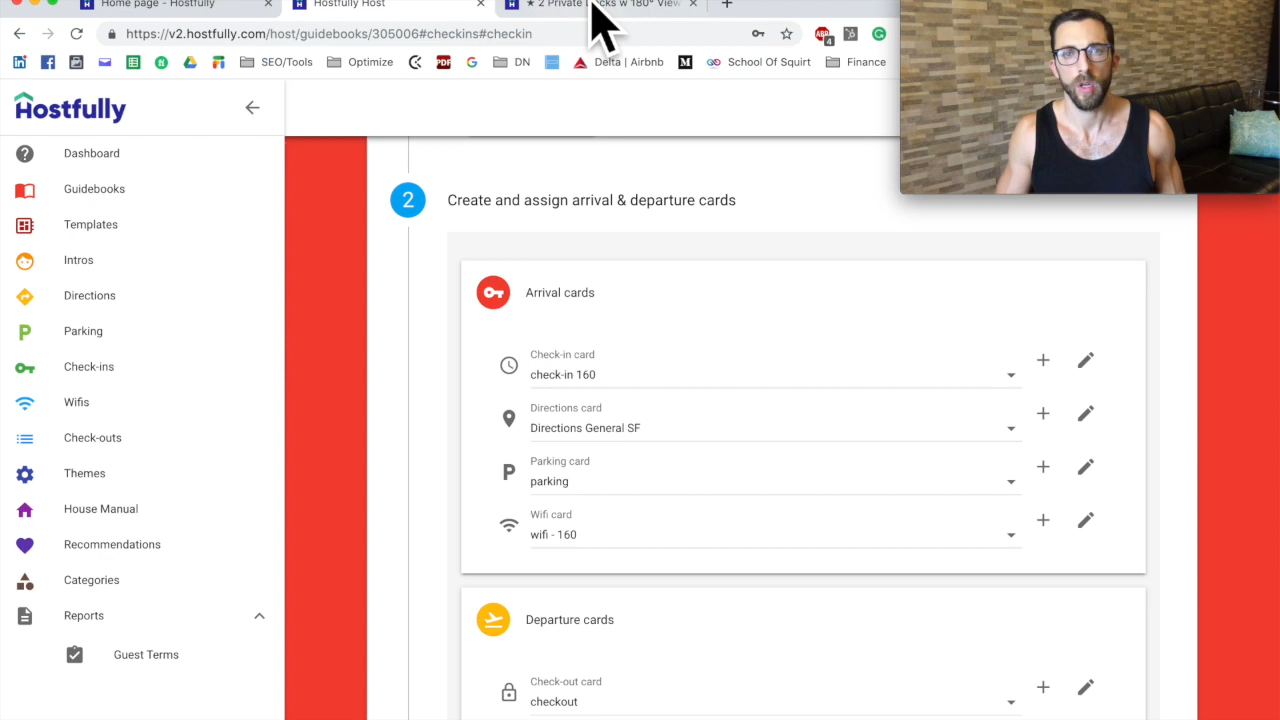 Home page - Hostfully
Hostfully Host
★ 2 Private Decks w 180° View
https://v2.hostfully.com/host/guidebooks/305006#checkins#checkin
ABP
4
SEO/Tools
Optimize
PDF
DN
Delta | Airbnb
School Of Squirt
Finance
Hostfully
Dashboard
Guidebooks
Templates
Intros
Directions
Parking
Check-ins
Wifis
Check-outs
Themes
House Manual
Recommendations
Categories
Reports
Guest Terms
2
Create and assign arrival & departure cards
Arrival cards
Check-in card
check-in 160
Directions card
Directions General SF
Parking card
parking
Wifi card
wifi - 160
Departure cards
Check-out card
checkout